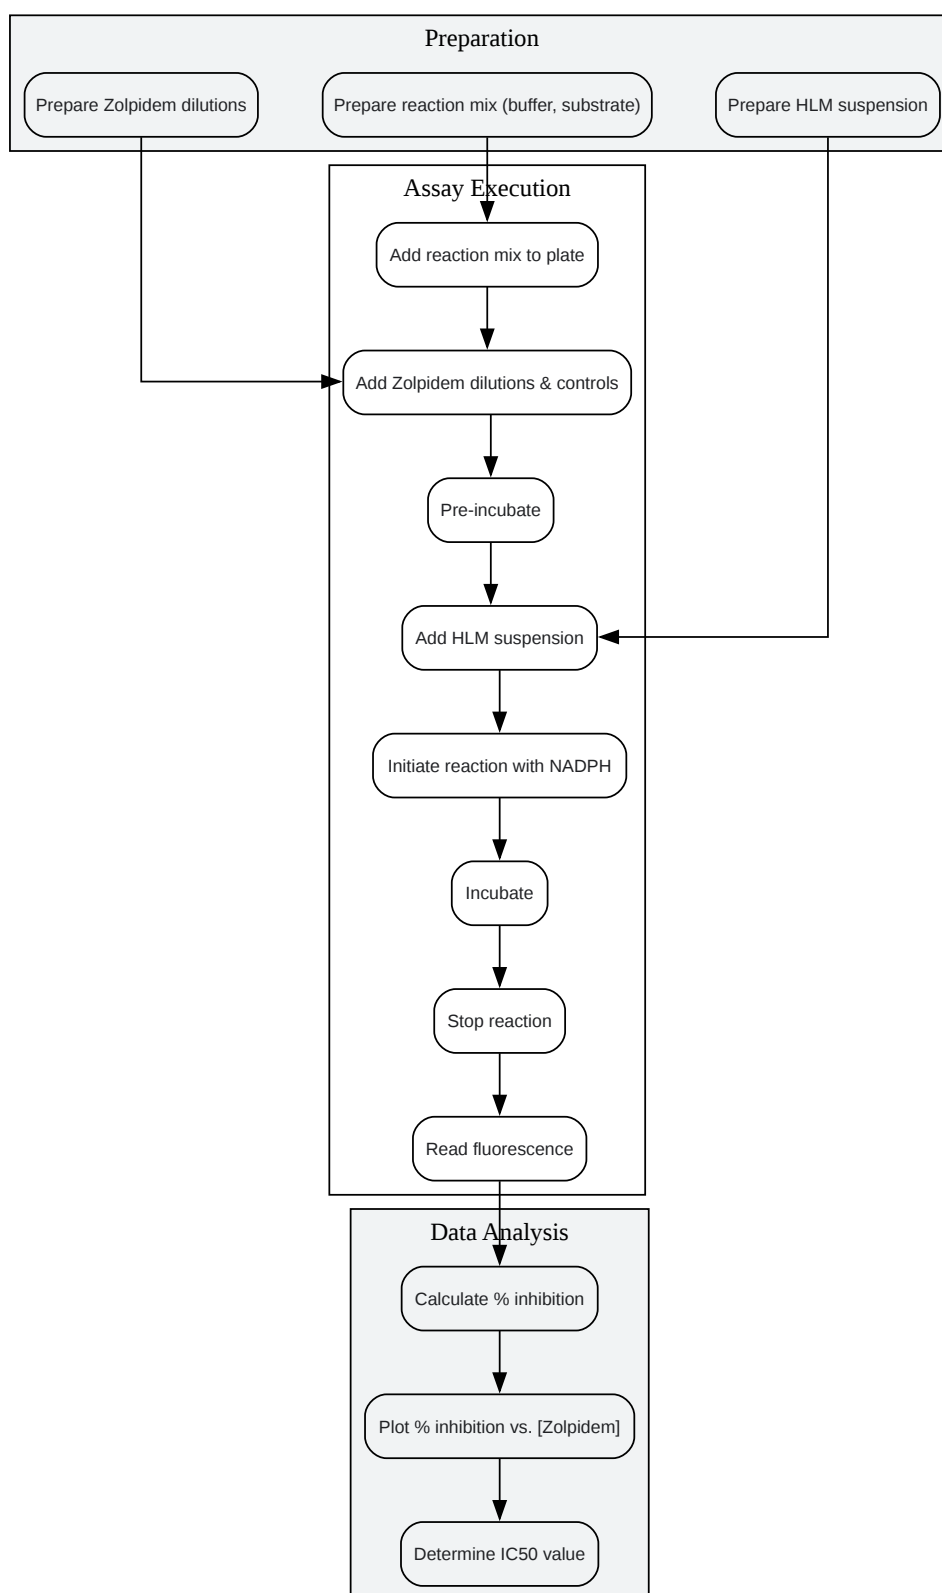 Preparation
Prepare Zolpidem dilutions
Prepare reaction mix (buffer, substrate)
Prepare HLM suspension
Assay Execution
Add reaction mix to plate
Add Zolpidem dilutions & controls
Pre-incubate
Add HLM suspension
Initiate reaction with NADPH
Incubate
Stop reaction
Read fluorescence
Data Analysis
Calculate % inhibition
Plot % inhibition vs. [Zolpidem]
Determine IC50 value